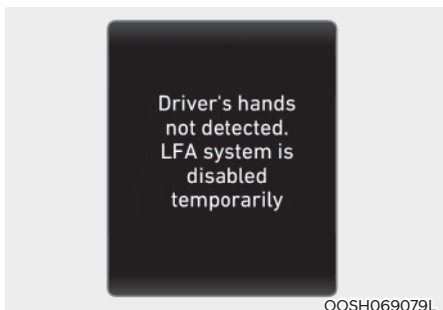 Driver's hands
not detected.
LFA system is
disabled
temporarily
OOSH069079L